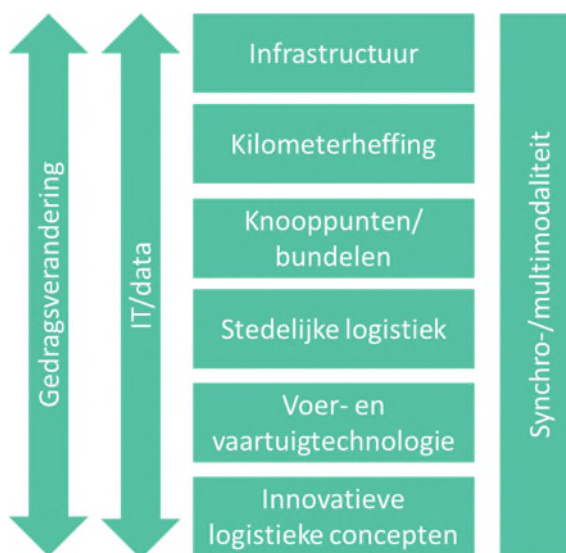 Gedragsverandering
IT/data
Infrastructuur
Kilometerheffing
Knooppunten/
bundelen
Stedelijke logistiek
Voer- en
vaartuigtechnologie
Innovatieve
logistieke concepten
Synchro-/multimodaliteit